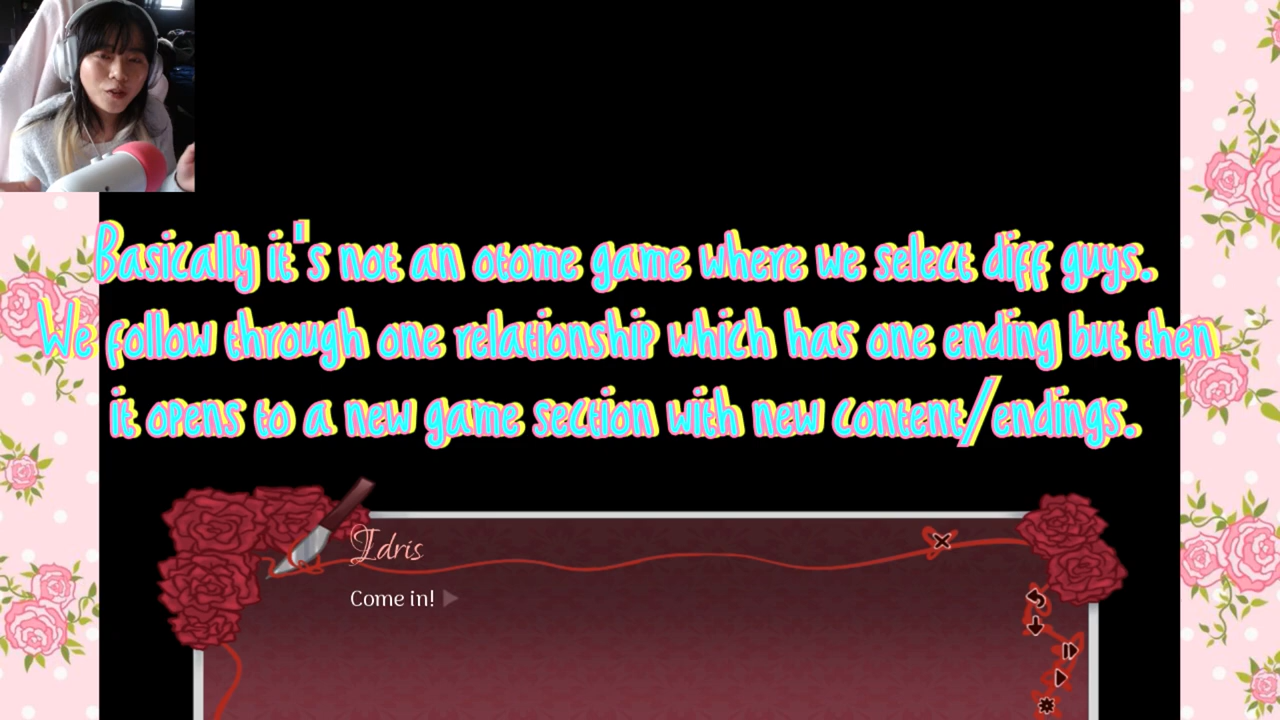 Basically it's not an otome game where we select diff guys.
We follow through one relationship which has one ending but then
it opens to a new game section with new content/endings.
Idris
Come in!